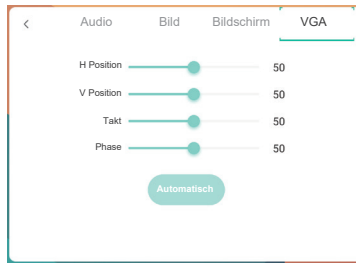 Audio Bild Bildschirm VGA
H Position 50
V Position 50
Takt 50
Phase 50
Automatisch